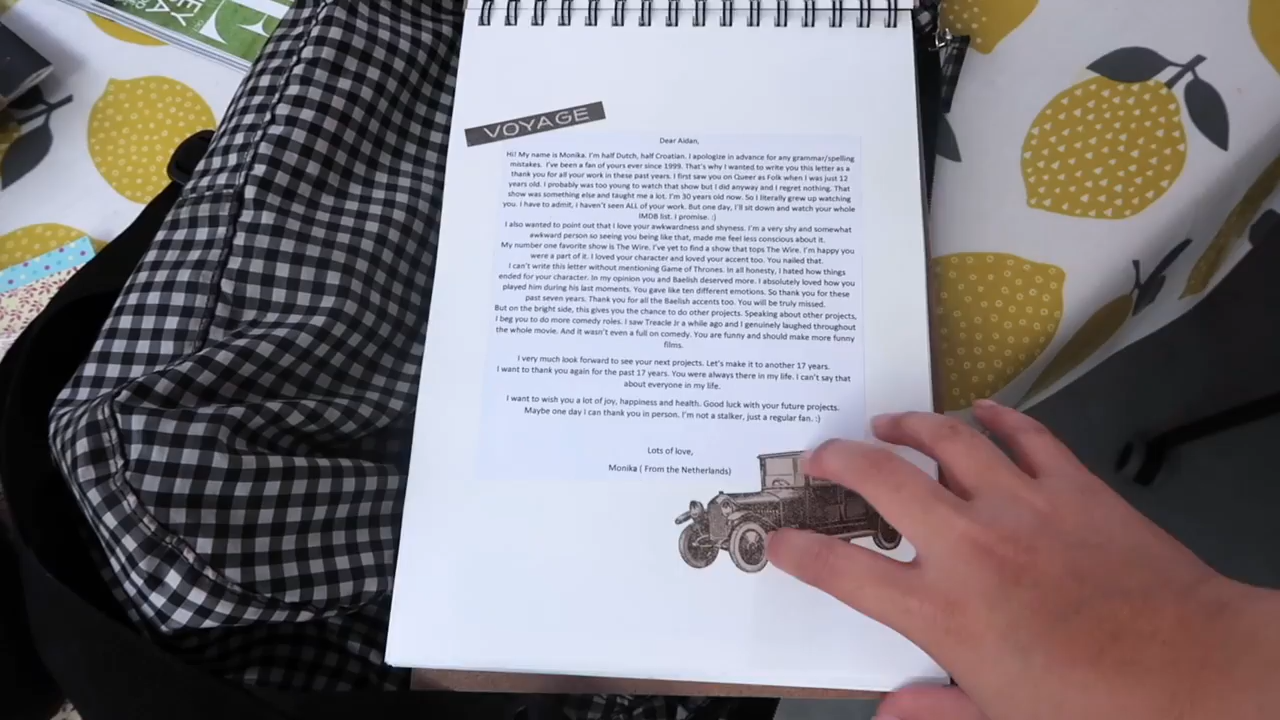 VOYAGE
Dear Aidan,
Hi! My name is Monika. I'm half Dutch, half Croatian. I apologize in advance for any grammar/spelling
mistakes. I've been a fan of yours ever since 1999. That's why I wanted to write you this letter as a
thank you for all your work in these past years. I first saw you on Queer as Folk when I was just 12
years old. I probably was too young to watch that show but I did anyway and I regret nothing. That
show was something else and taught me a lot. I'm 30 years old now. So I literally grew up watching
you. I have to admit, I haven't seen ALL of your work. But one day, I'll sit down and watch your whole
IMDB list. I promise. :)
I also wanted to point out that I love your awkwardness and shyness. I'm a very shy and somewhat
awkward person so seeing you being like that, made me feel less conscious about it.
My number one favorite show is The Wire. I've yet to find a show that tops The Wire. I'm happy you
were a part of it. I loved your character and loved your accent too. You nailed that.
I can't write this letter without mentioning Game of Thrones. In all honesty, I hated how things
ended for your character. In my opinion you and Baelish deserved more. I absolutely loved how you
played him during his last moments. You gave like ten different emotions. So thank you for these
past seven years. Thank you for all the Baelish accents too. You will be truly missed.
But on the bright side, this gives you the chance to do other projects. Speaking about other projects,
I beg you to do more comedy roles. I saw Treacle Jr a while ago and I genuinely laughed throughout
the whole movie. And it wasn't even a full on comedy. You are funny and should make more funny
films.
I very much look forward to see your next projects. Let's make it to another 17 years.
I want to thank you again for the past 17 years. You were always there in my life. I can't say that
about everyone in my life.
I want to wish you a lot of joy, happiness and health. Good luck with your future projects.
Maybe one day I can thank you in person. I'm not a stalker, just a regular fan. :)
Lots of love,
Monika ( From the Netherlands)